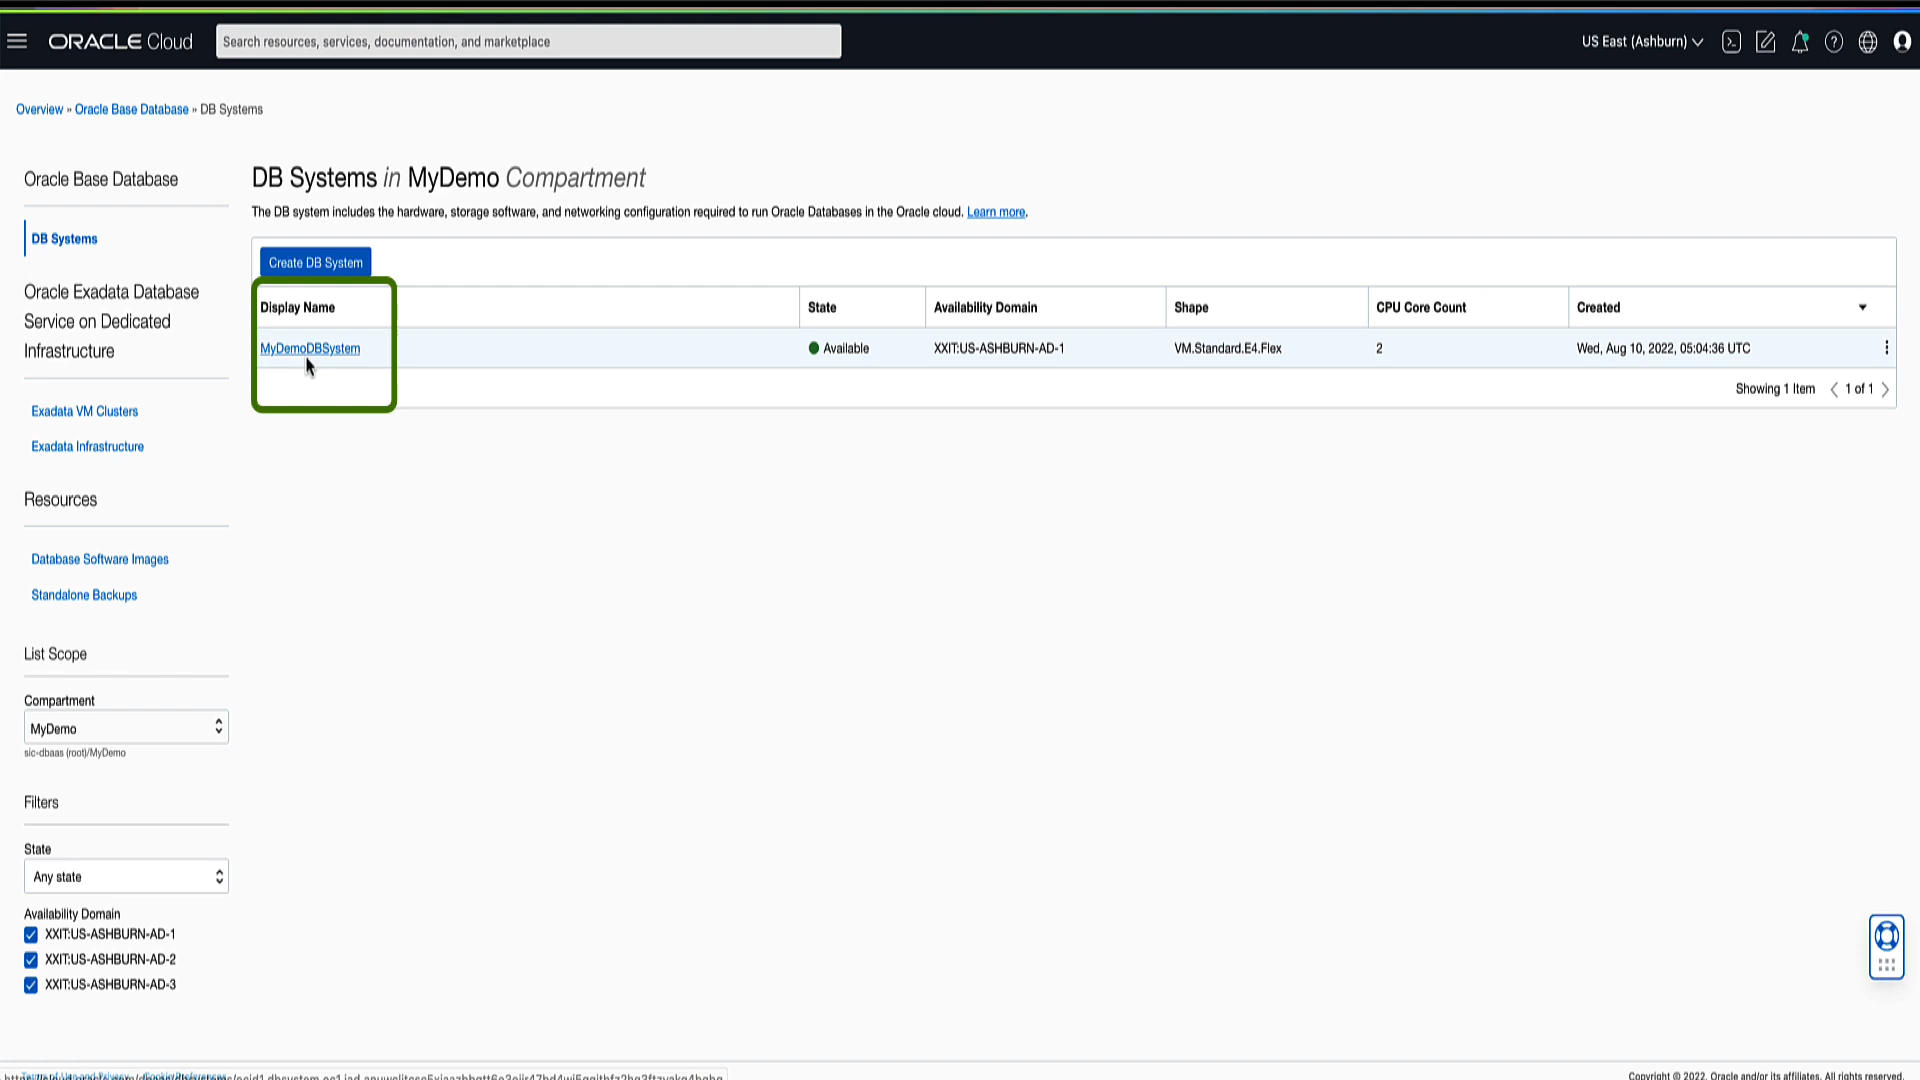 ORACLE Cloud
Search resources, services, documentation, and marketplace
US East (Ashburn)
Overview » Oracle Base Database » DB Systems
Oracle Base Database
DB Systems
Oracle Exadata Database
Service on Dedicated
Infrastructure
Exadata VM Clusters
Exadata Infrastructure
Resources
Database Software Images
Standalone Backups
List Scope
Compartment
MyDemo
sic-dbaas (root)/MyDemo
Filters
State
Any state
Availability Domain
XXIT:US-ASHBURN-AD-1
XXIT:US-ASHBURN-AD-2
XXIT:US-ASHBURN-AD-3
DB Systems in MyDemo Compartment
The DB system includes the hardware, storage software, and networking configuration required to run Oracle Databases in the Oracle cloud. Learn more.
Create DB System
Display Name State Availability Domain Shape CPU Core Count Created
MyDemoDBSystem Available XXIT:US-ASHBURN-AD-1 VM.Standard.E4.Flex 2 Wed, Aug 10, 2022, 05:04:36 UTC
Showing 1 Item 1 of 1
Copyright © 2022, Oracle and/or its affiliates. All rights reserved.